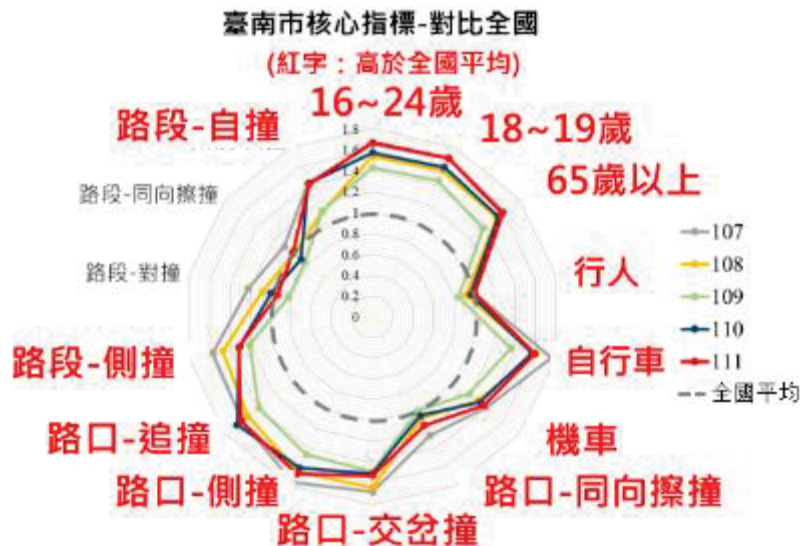 臺南市核心指標-對比全國
(紅字：高於全國平均)
16~24歲
18~19歲
65歲以上
行人
自行車
機車
路口-同向擦撞
路口-交岔撞
路口-側撞
路口-追撞
路段-側撞
路段-對撞
路段-同向擦撞
路段-自撞
1.8
1.6
1.4
1.2
1
0.8
0.6
0.4
0.2
0
107
108
109
110
111
全國平均